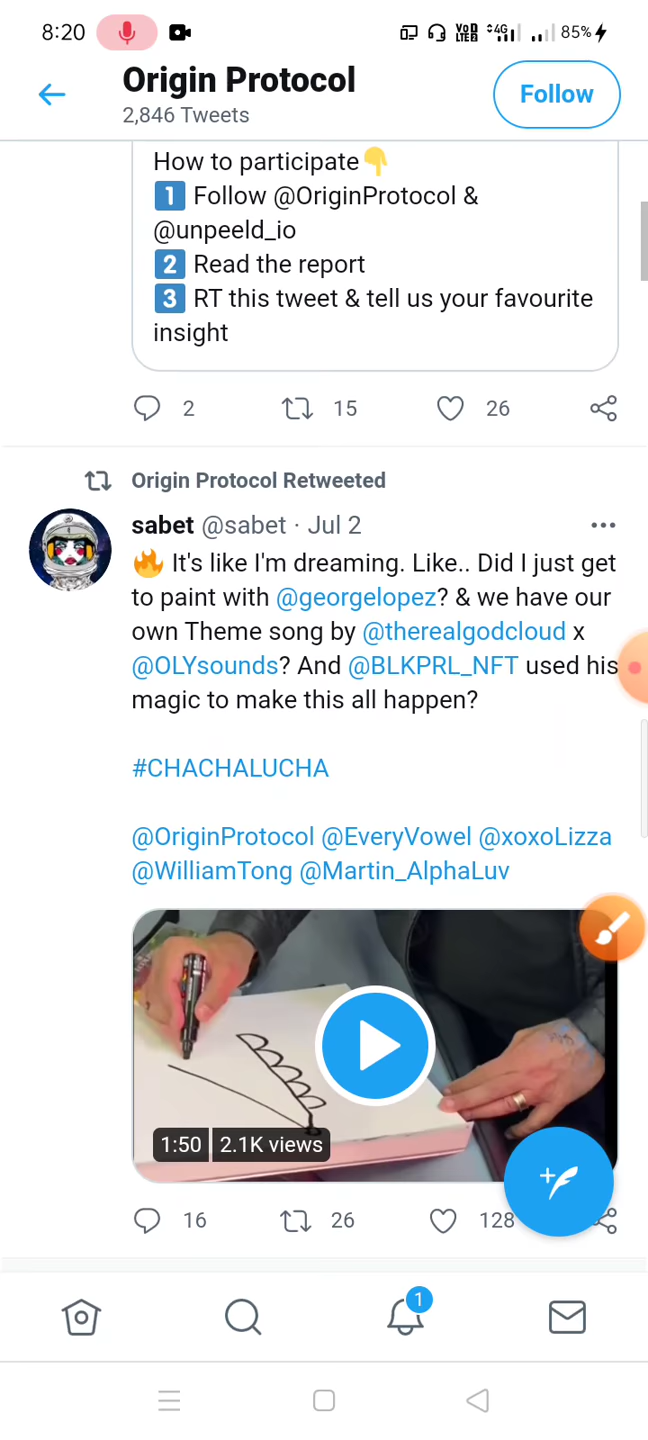 8:20 VoD LTE2 4G 85%
Origin Protocol
Follow
2,846 Tweets
How to participate👇
1️⃣ Follow @OriginProtocol &
@unpeeld_io
2️⃣ Read the report
3️⃣ RT this tweet & tell us your favourite
insight
2 15 26
Origin Protocol Retweeted
sabet @sabet · Jul 2
🔥 It's like I'm dreaming. Like.. Did I just get
to paint with @georgelopez? & we have our
own Theme song by @therealgodcloud x
@OLYsounds? And @BLKPRL_NFT used his
magic to make this all happen?
#CHACHALUCHA
@OriginProtocol @EveryVowel @xoxoLizza
@WilliamTong @Martin_AlphaLuv
1:50 2.1K views
16 26 128
1